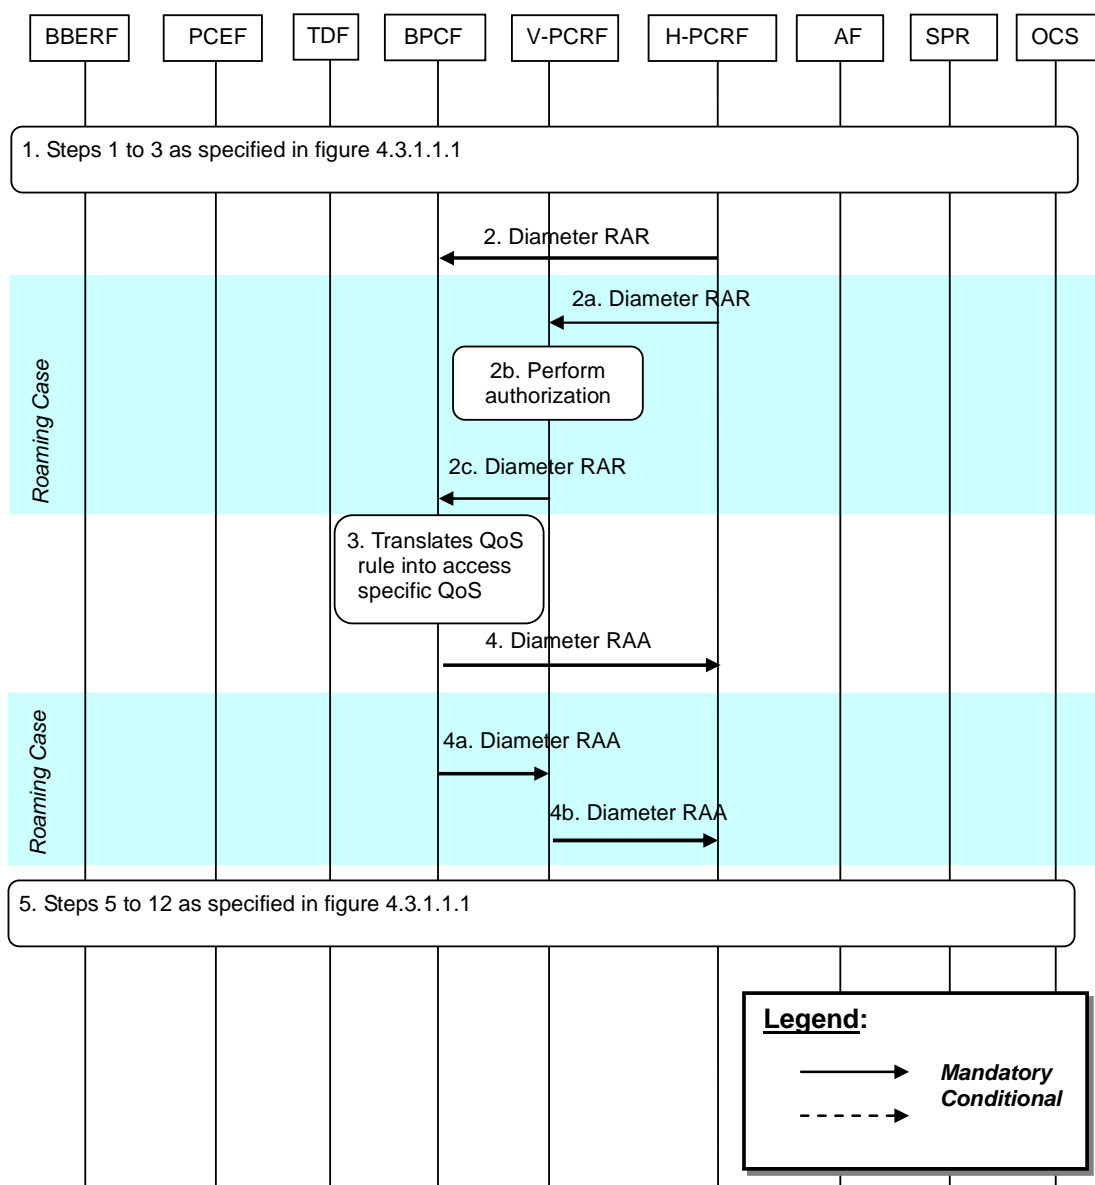 BBERF PCEF TDF BPCF V-PCRF H-PCRF AF SPR OCS
1. Steps 1 to 3 as specified in figure 4.3.1.1.1
2. Diameter RAR
2a. Diameter RAR
Roaming Case
2b. Perform
authorization
2c. Diameter RAR
3. Translates QoS
rule into access
specific QoS
4. Diameter RAA
Roaming Case
4a. Diameter RAA
4b. Diameter RAA
5. Steps 5 to 12 as specified in figure 4.3.1.1.1
Legend:
Mandatory
Conditional